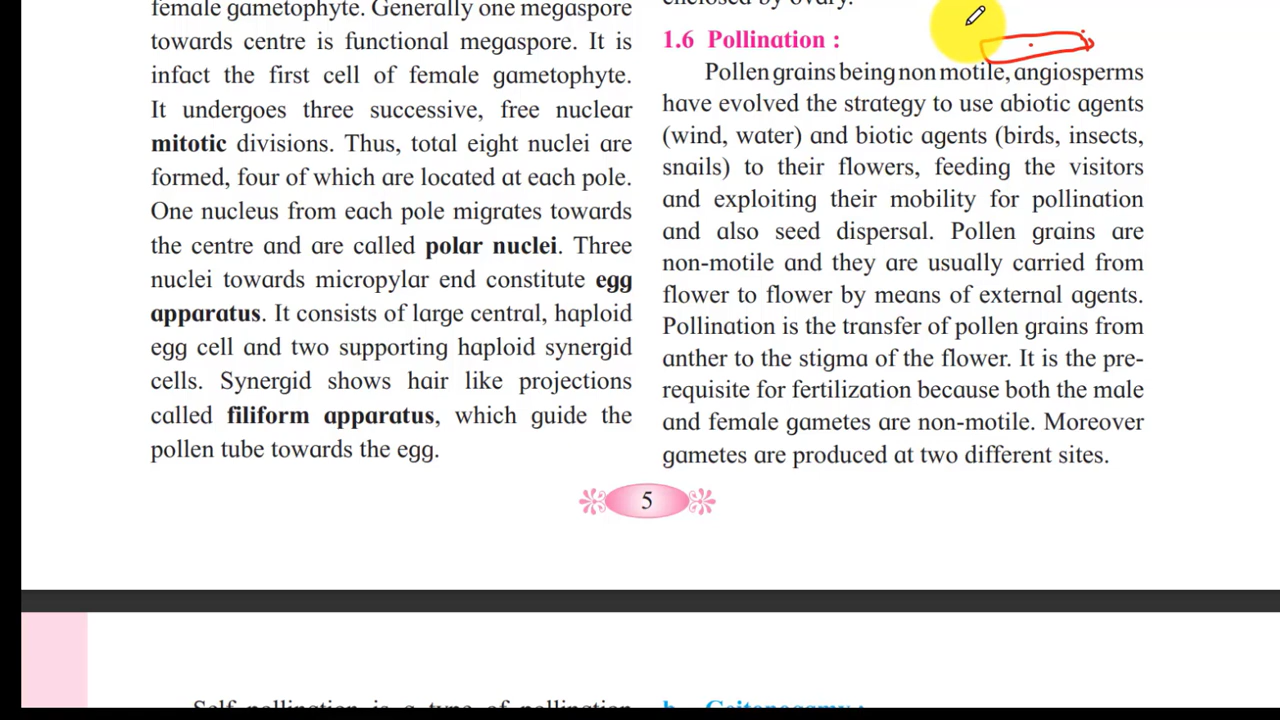 female gametophyte. Generally one megaspore
towards centre is functional megaspore. It is
infact the first cell of female gametophyte.
It undergoes three successive, free nuclear
mitotic divisions. Thus, total eight nuclei are
formed, four of which are located at each pole.
One nucleus from each pole migrates towards
the centre and are called polar nuclei. Three
nuclei towards micropylar end constitute egg
apparatus. It consists of large central, haploid
egg cell and two supporting haploid synergid
cells. Synergid shows hair like projections
called filiform apparatus, which guide the
pollen tube towards the egg.
enclosed by ovary.
1.6 Pollination :
Pollen grains being non motile, angiosperms
have evolved the strategy to use abiotic agents
(wind, water) and biotic agents (birds, insects,
snails) to their flowers, feeding the visitors
and exploiting their mobility for pollination
and also seed dispersal. Pollen grains are
non-motile and they are usually carried from
flower to flower by means of external agents.
Pollination is the transfer of pollen grains from
anther to the stigma of the flower. It is the pre-
requisite for fertilization because both the male
and female gametes are non-motile. Moreover
gametes are produced at two different sites.
5
Self pollination is a type of pollination
b. Geitonogamy :